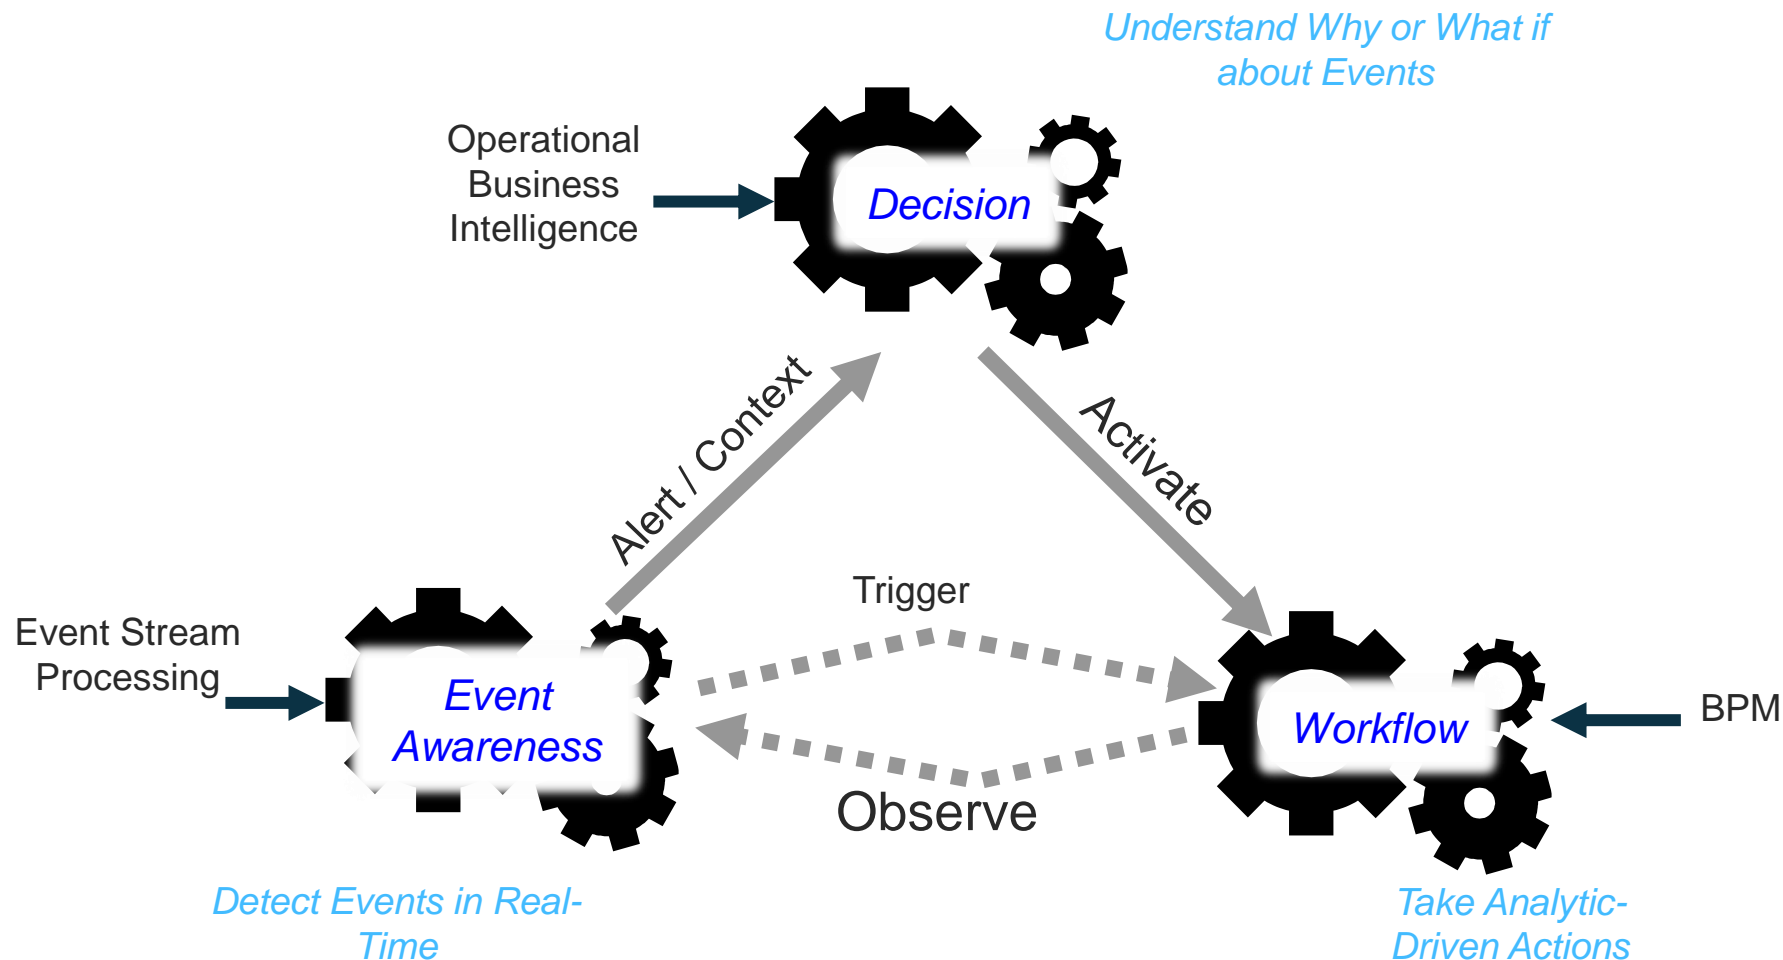 Understand Why or What if
about Events
Operational
Business
Intelligence
Decision
Alert / Context
Activate
Trigger
Event Stream
Processing
Event
Awareness
Workflow
BPM
Observe
Detect Events in Real-
Time
Take Analytic-
Driven Actions